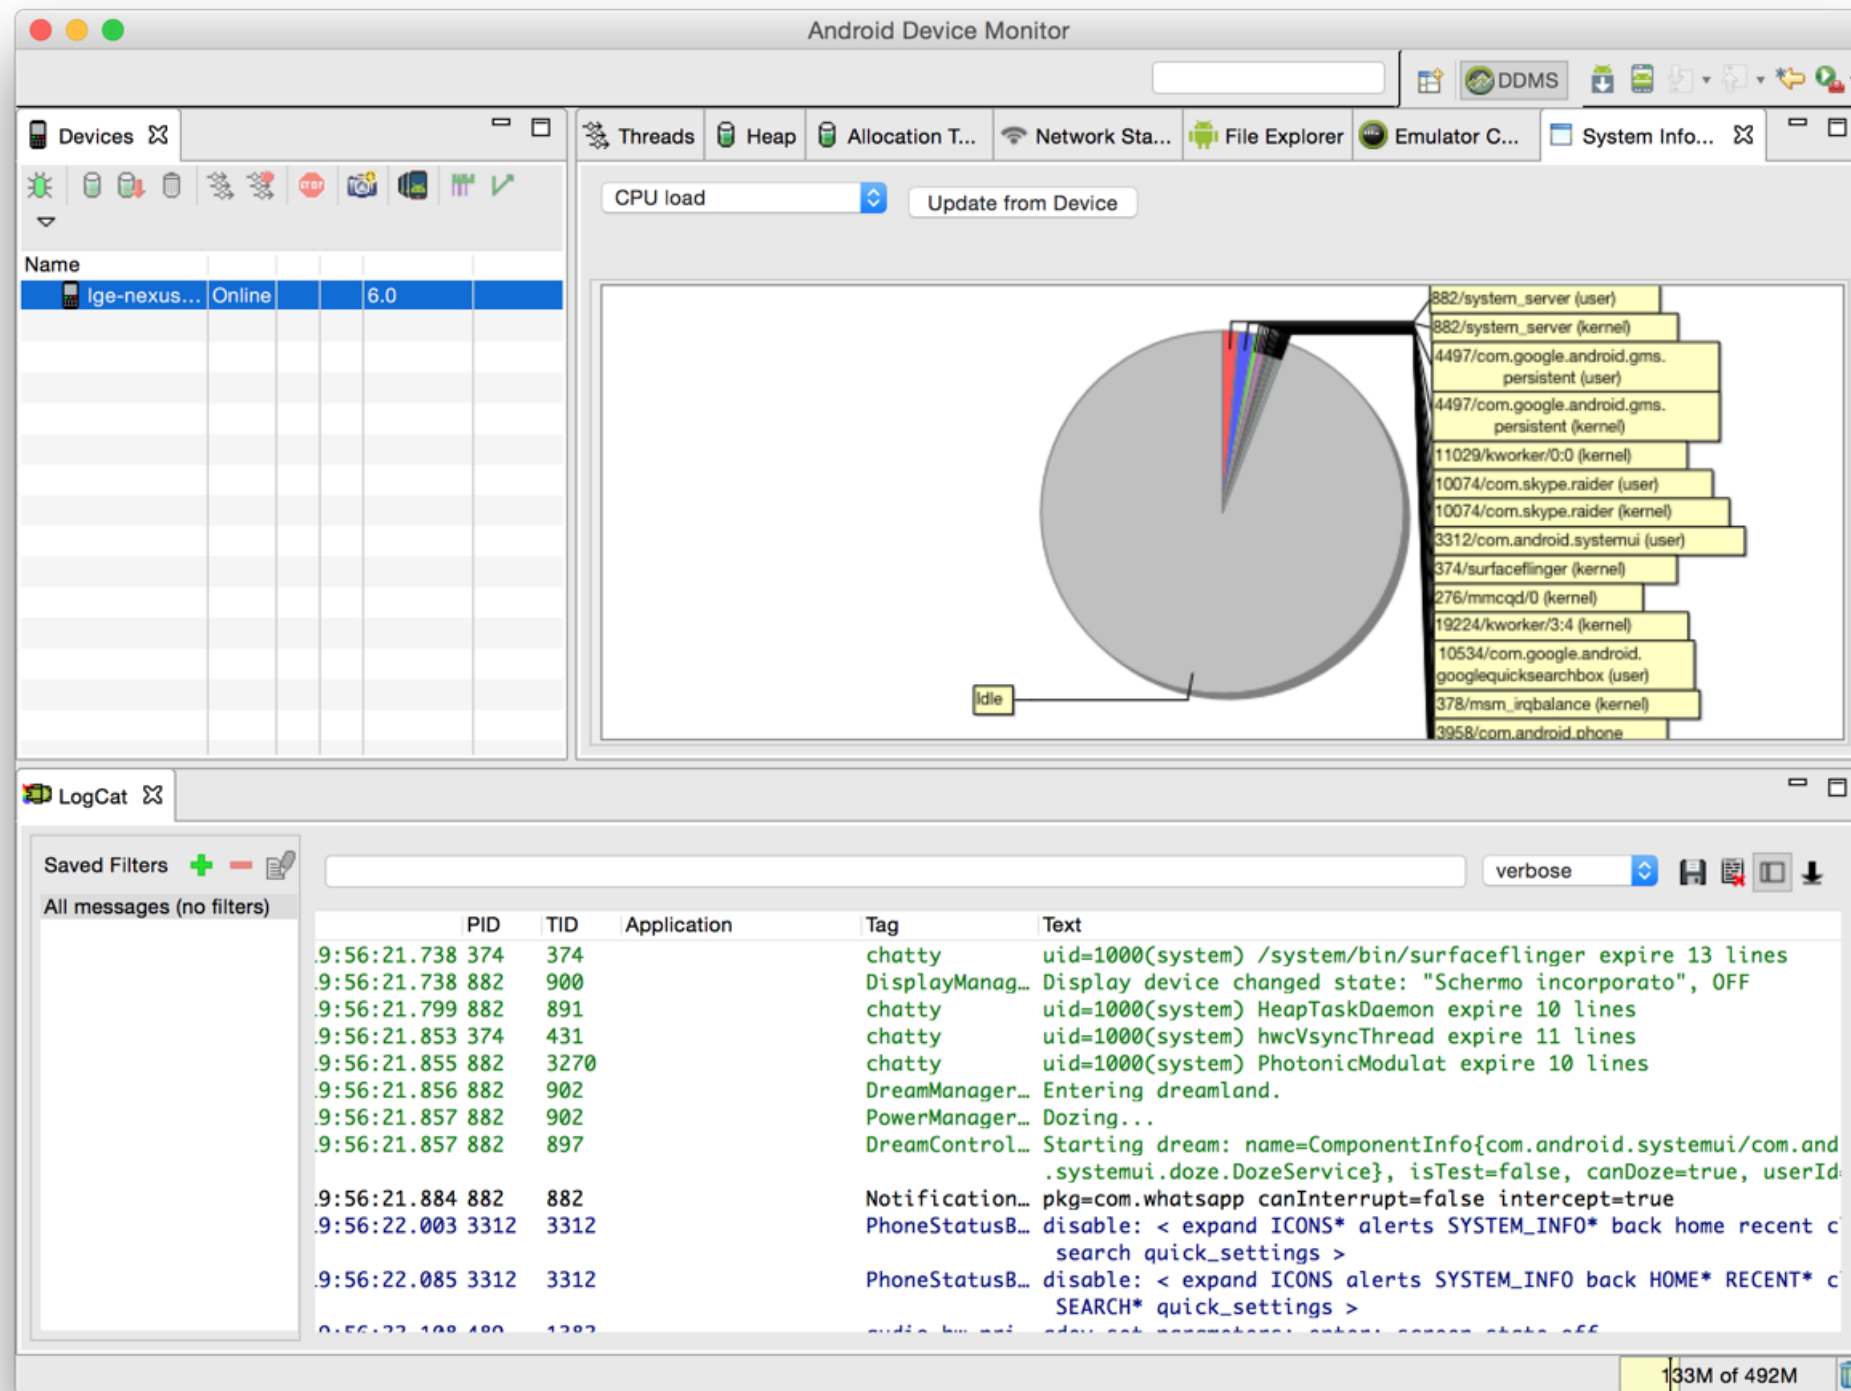 Android Device Monitor
DDMS
Devices
Threads
Heap
Allocation T...
Network Sta...
File Explorer
Emulator C...
System Info...
STOP
CPU load
Update from Device
Name
lge-nexus... Online 6.0
882/system_server (user)
882/system_server (kernel)
4497/com.google.android.gms.
persistent (user)
4497/com.google.android.gms.
persistent (kernel)
11029/kworker/0:0 (kernel)
10074/com.skype.raider (user)
10074/com.skype.raider (kernel)
3312/com.android.systemui (user)
374/surfaceflinger (kernel)
276/mmcqd/0 (kernel)
19224/kworker/3:4 (kernel)
10534/com.google.android.
googlequicksearchbox (user)
378/msm_irqbalance (kernel)
3958/com.android.phone
Idle
LogCat
Saved Filters
All messages (no filters)
verbose
PID TID Application Tag Text
9:56:21.738 374 374 chatty uid=1000(system) /system/bin/surfaceflinger expire 13 lines
9:56:21.738 882 900 DisplayManag… Display device changed state: "Schermo incorporato", OFF
9:56:21.799 882 891 chatty uid=1000(system) HeapTaskDaemon expire 10 lines
9:56:21.853 374 431 chatty uid=1000(system) hwcVsyncThread expire 11 lines
9:56:21.855 882 3270 chatty uid=1000(system) PhotonicModulat expire 10 lines
9:56:21.856 882 902 DreamManager… Entering dreamland.
9:56:21.857 882 902 PowerManager… Dozing...
9:56:21.857 882 897 DreamControl… Starting dream: name=ComponentInfo{com.android.systemui/com.and
.systemui.doze.DozeService}, isTest=false, canDoze=true, userId=
9:56:21.884 882 882 Notification… pkg=com.whatsapp canInterrupt=false intercept=true
9:56:22.003 3312 3312 PhoneStatusB… disable: < expand ICONS* alerts SYSTEM_INFO* back home recent c
search quick_settings >
9:56:22.085 3312 3312 PhoneStatusB… disable: < expand ICONS alerts SYSTEM_INFO back HOME* RECENT* c
SEARCH* quick_settings >
133M of 492M